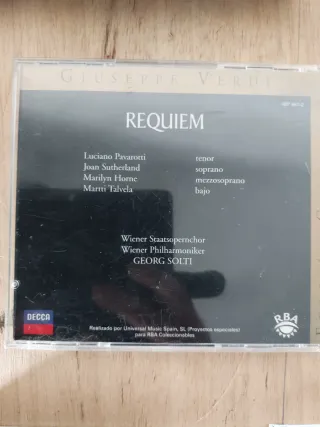 GIUSEPPE VERDI
REQUIEM
Luciano Pavarotti tenor
Joan Sutherland soprano
Marilyn Horne mezzosoprano
Martti Talvela bajo
Wiener Staatsopernchor
Wiener Philharmoniker
GEORG SOLTI
DECCA
Realizado por Universal Music Spain, SL (Proyectos especiales)
para RBA Coleccionables
RBA